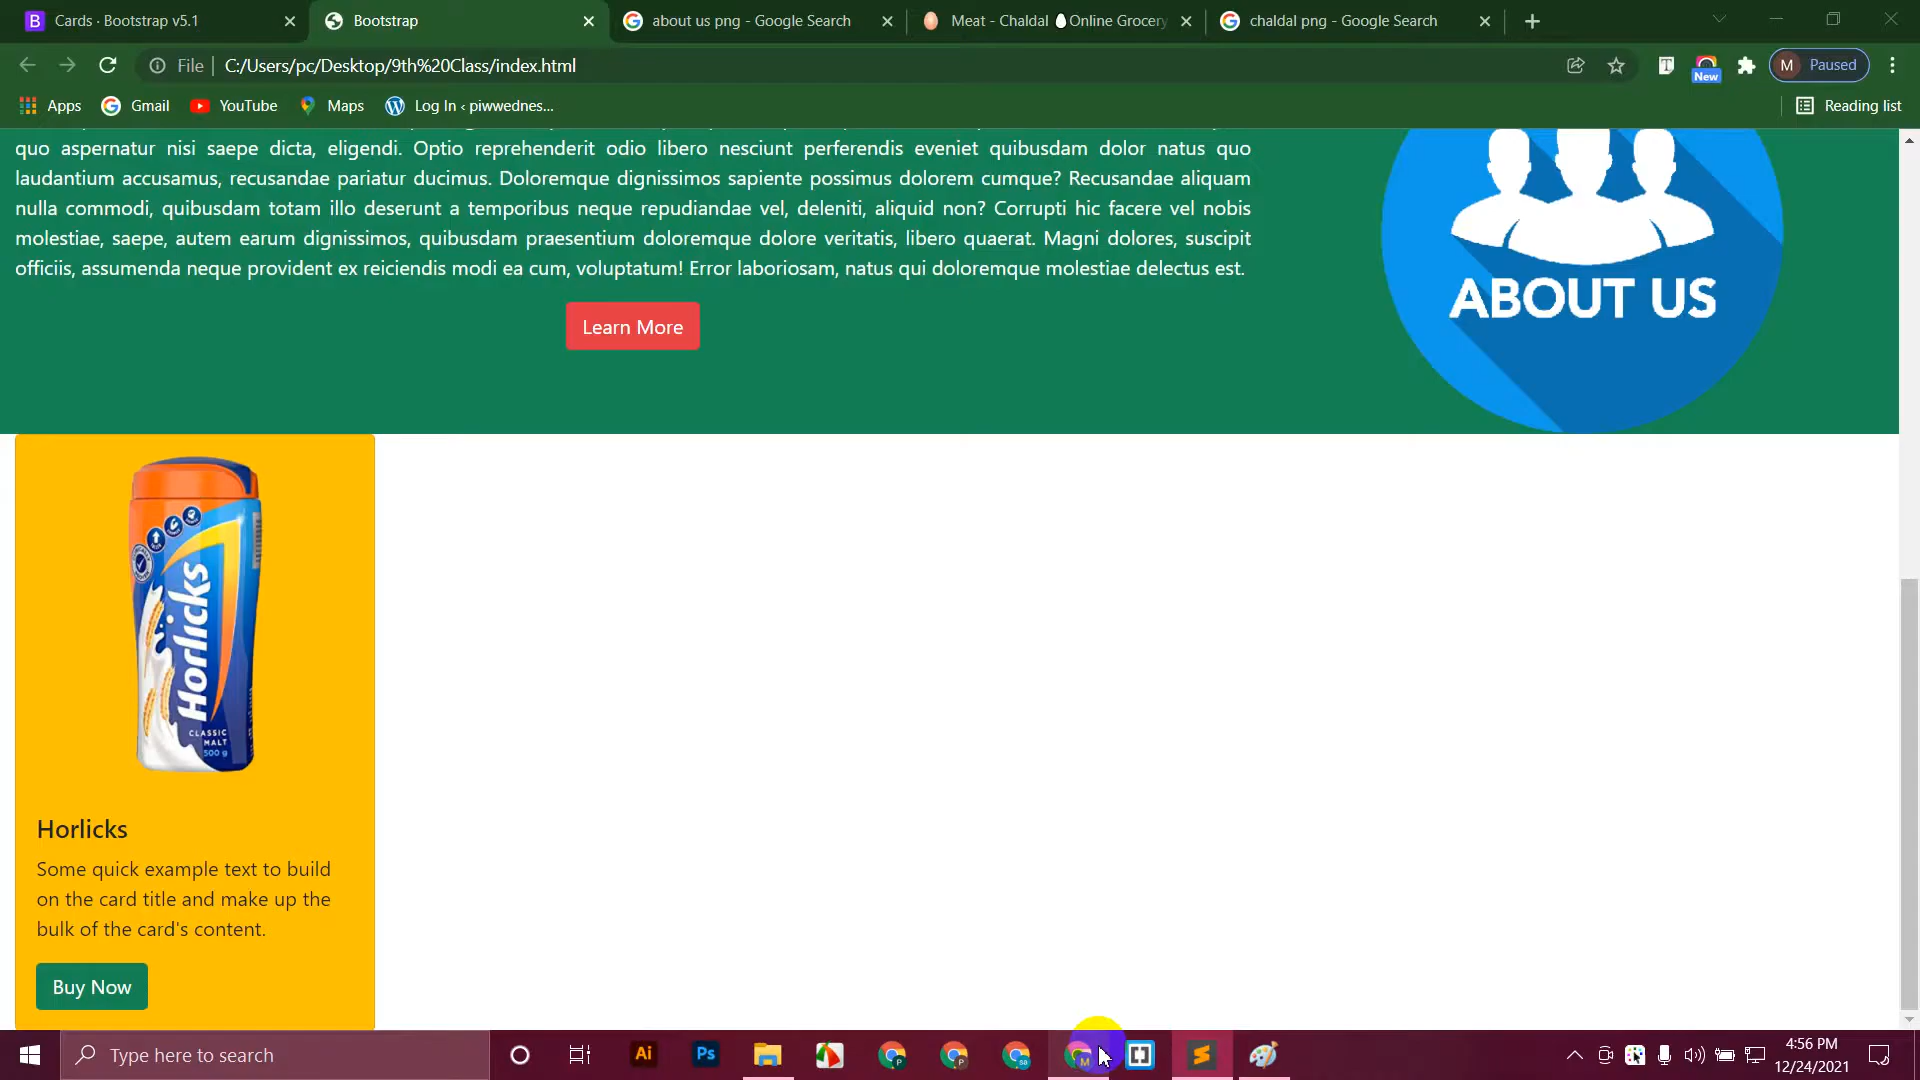 Cards · Bootstrap v5.1
Bootstrap
about us png - Google Search
Meat - Chaldal Online Grocery
chaldal png - Google Search
File
C:/Users/pc/Desktop/9th%20Class/index.html
New
M Paused
Apps
Gmail
YouTube
Maps
Log In ‹ piwwednes...
Reading list
quo aspernatur nisi saepe dicta, eligendi. Optio reprehenderit odio libero nesciunt perferendis eveniet quibusdam dolor natus quo
laudantium accusamus, recusandae pariatur ducimus. Doloremque dignissimos sapiente possimus dolorem cumque? Recusandae aliquam
nulla commodi, quibusdam totam illo deserunt a temporibus neque repudiandae vel, deleniti, aliquid non? Corrupti hic facere vel nobis
molestiae, saepe, autem earum dignissimos, quibusdam praesentium doloremque dolore veritatis, libero quaerat. Magni dolores, suscipit
officiis, assumenda neque provident ex reiciendis modi ea cum, voluptatum! Error laboriosam, natus qui doloremque molestiae delectus est.
Learn More
ABOUT US
Horlicks
CLASSIC
MALT
500 g
Horlicks
Some quick example text to build
on the card title and make up the
bulk of the card's content.
Buy Now
Type here to search
Ai
Ps
4:56 PM
12/24/2021